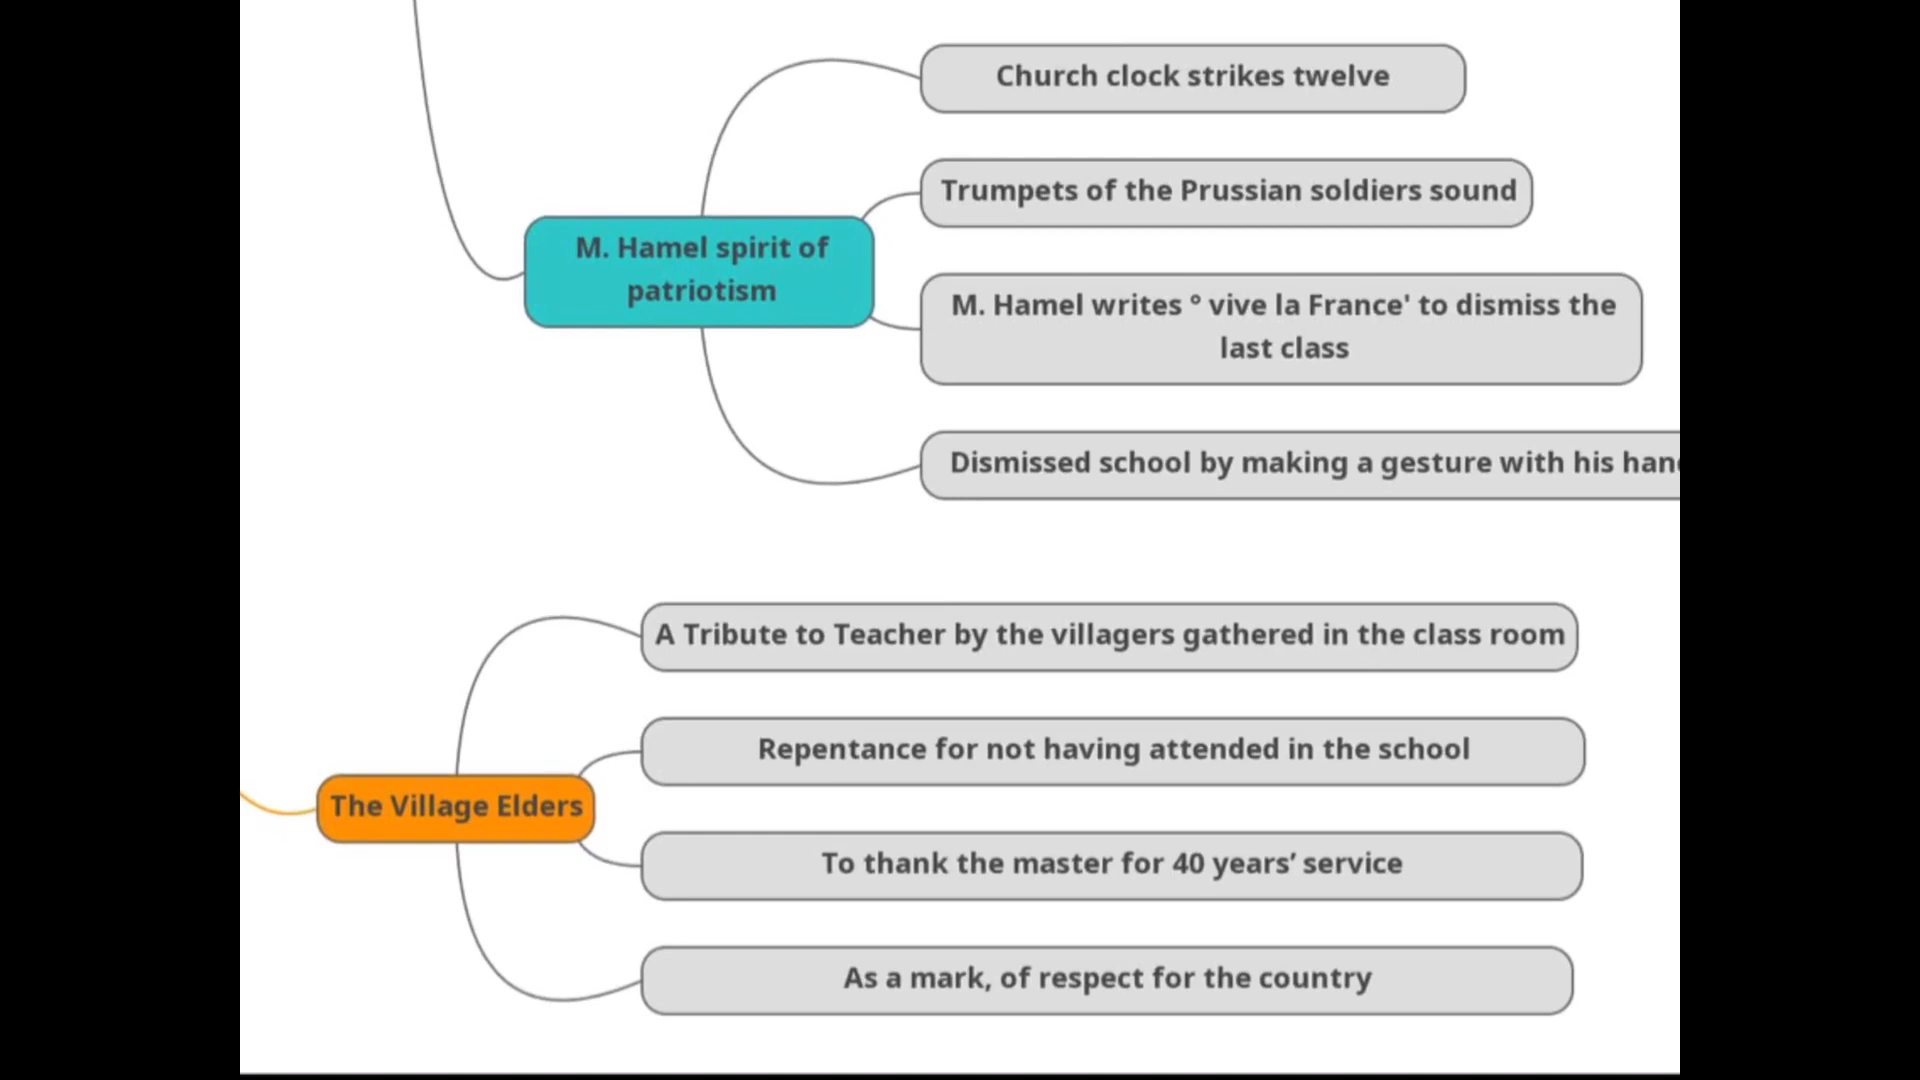 Church clock strikes twelve
Trumpets of the Prussian soldiers sound
M. Hamel spirit of
patriotism
M. Hamel writes ° vive la France' to dismiss the
last class
Dismissed school by making a gesture with his
A Tribute to Teacher by the villagers gathered in the class room
Repentance for not having attended in the school
The Village Elders
To thank the master for 40 years’ service
As a mark, of respect for the country